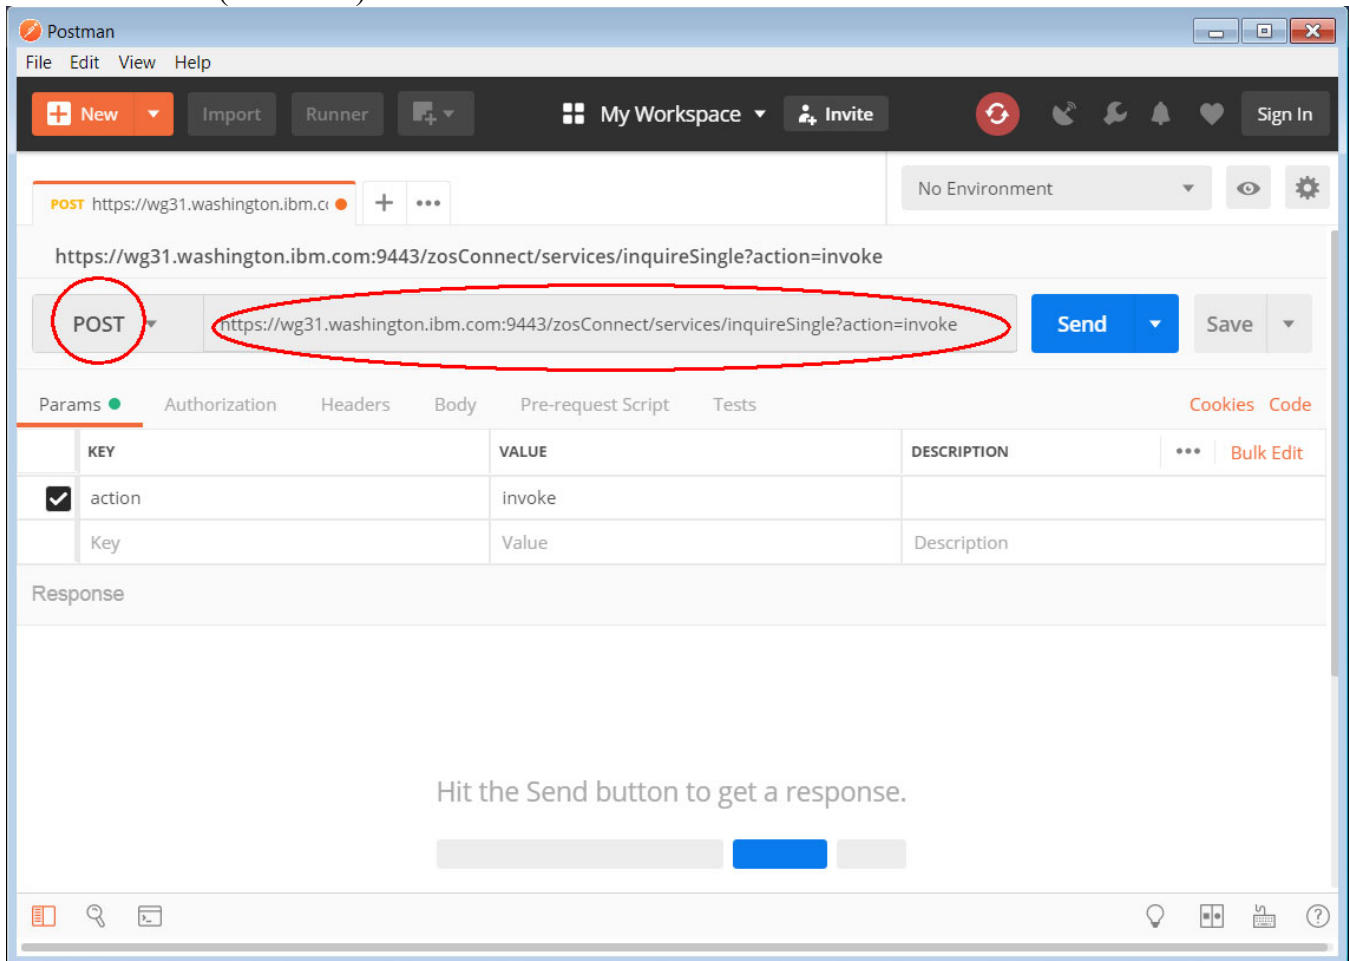 Postman
File Edit View Help
New Import Runner My Workspace Invite Sign In
POST https://wg31.washington.ibm.c No Environment
https://wg31.washington.ibm.com:9443/zosConnect/services/inquireSingle?action=invoke
POST https://wg31.washington.ibm.com:9443/zosConnect/services/inquireSingle?action=invoke Send Save
Params Authorization Headers Body Pre-request Script Tests Cookies Code
KEY VALUE DESCRIPTION Bulk Edit
action invoke
Key Value Description
Response
Hit the Send button to get a response.